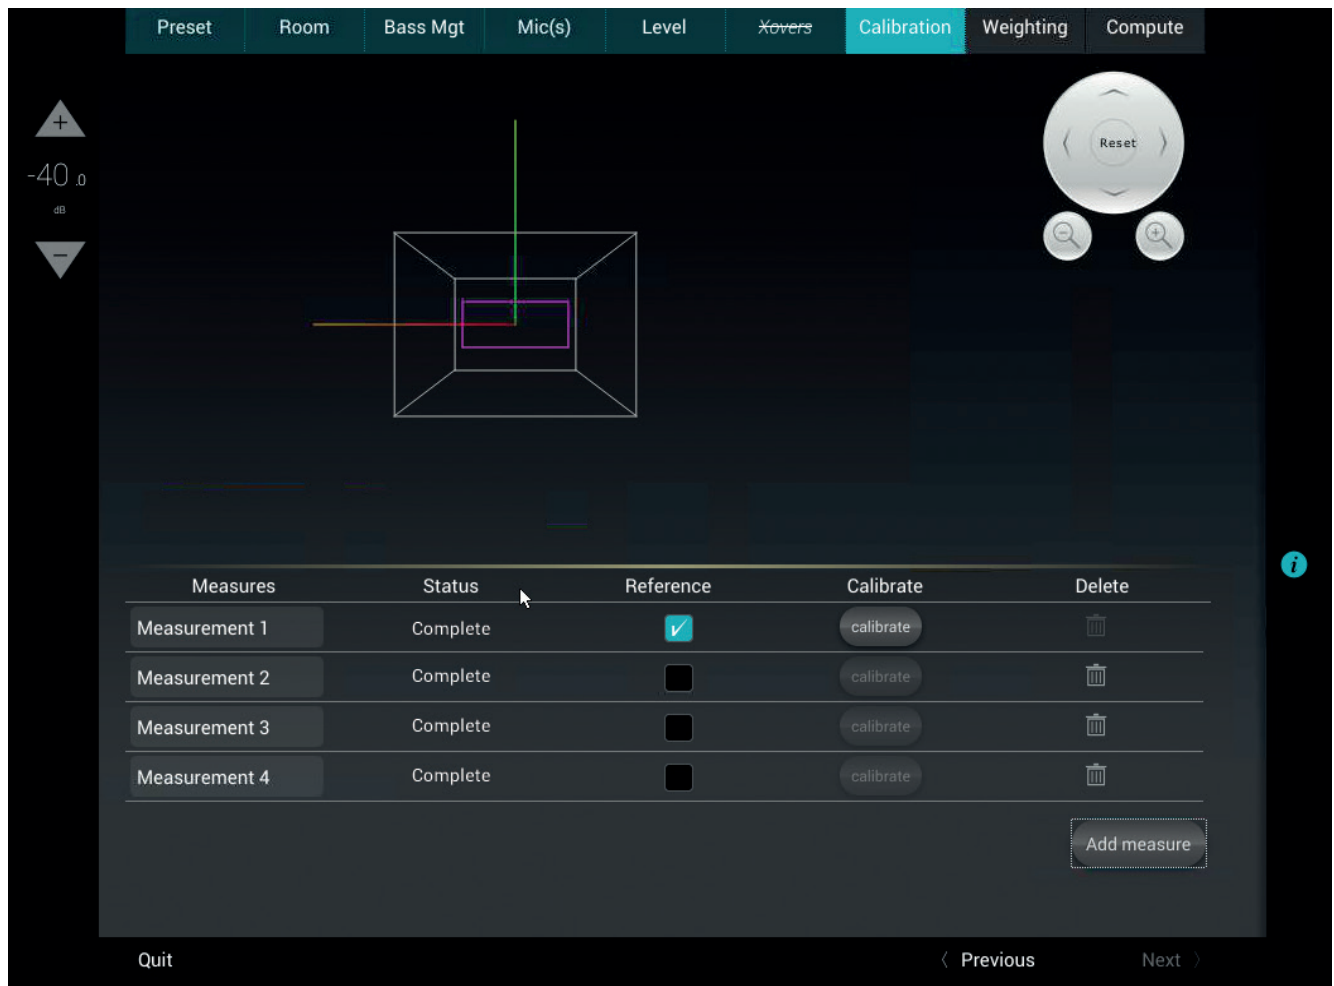 Preset Room Bass Mgt Mic(s) Level Xovers Calibration Weighting Compute
+
-40.0
dB
−
Reset
i
Measures Status Reference Calibrate Delete
Measurement 1 Complete calibrate
Measurement 2 Complete calibrate
Measurement 3 Complete calibrate
Measurement 4 Complete calibrate
Add measure
Quit Previous Next